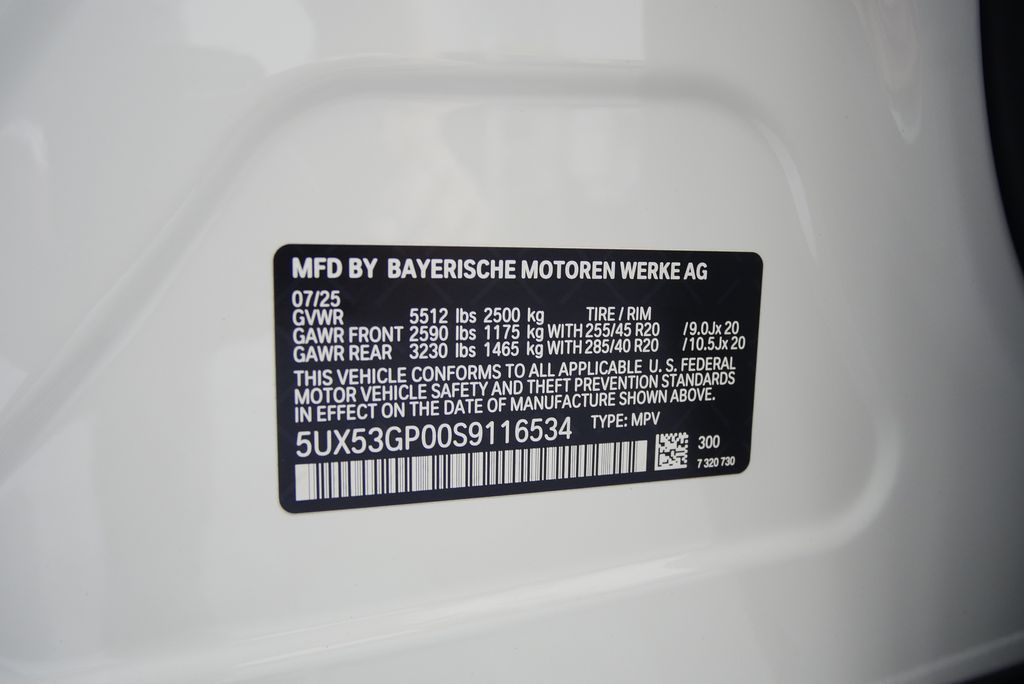 MFD BY BAYERISCHE MOTOREN WERKE AG
07/25
GVWR 5512 lbs 2500 kg TIRE / RIM
GAWR FRONT 2590 lbs 1175 kg WITH 255/45 R20 /9.0Jx 20
GAWR REAR 3230 lbs 1465 kg WITH 285/40 R20 /10.5Jx 20
THIS VEHICLE CONFORMS TO ALL APPLICABLE U. S. FEDERAL
MOTOR VEHICLE SAFETY AND THEFT PREVENTION STANDARDS
IN EFFECT ON THE DATE OF MANUFACTURE SHOWN ABOVE.
5UX53GP00S9116534 TYPE: MPV
300
7 320 730